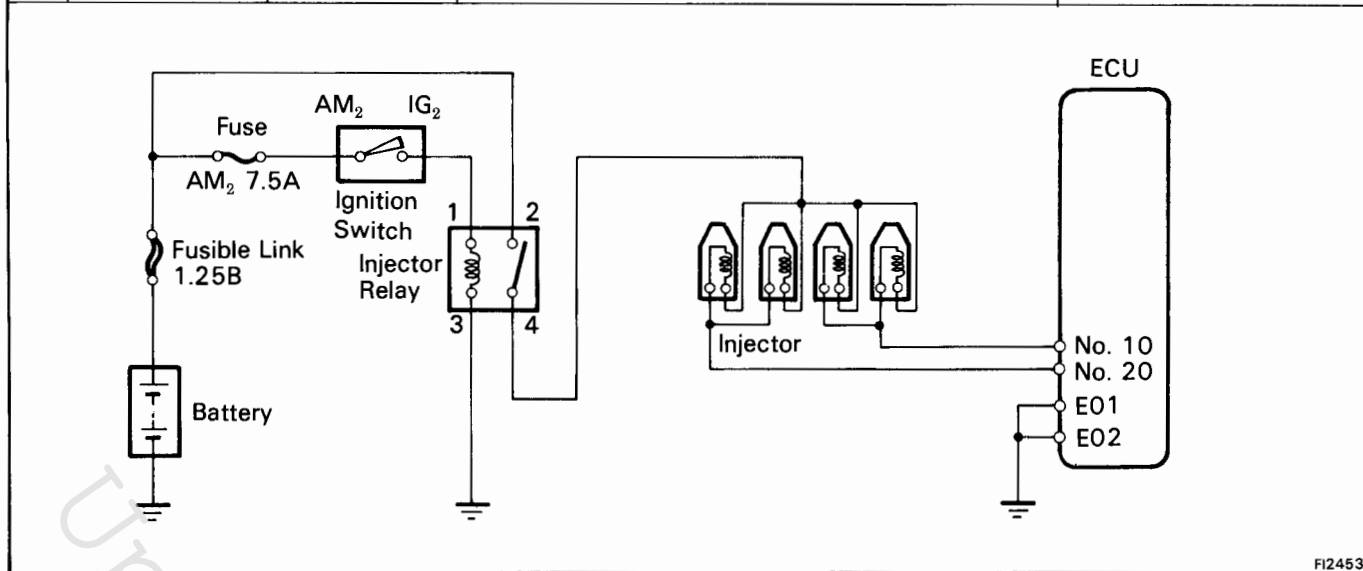 ECU
AM₂ IG₂
Fuse
AM₂ 7.5A
Ignition
Switch
1 2
Fusible Link
1.25B
Injector
Relay
3 4
Injector
No. 10
No. 20
E01
E02
Battery
FI2453